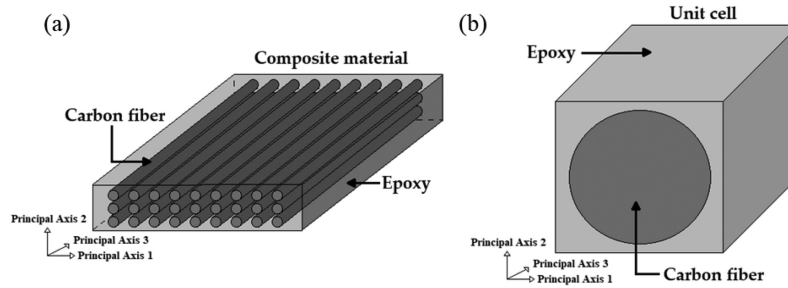 (a)
Composite material
Carbon fiber
Epoxy
Principal Axis 2
Principal Axis 3
Principal Axis 1
(b)
Unit cell
Epoxy
Principal Axis 2
Principal Axis 3
Principal Axis 1
Carbon fiber